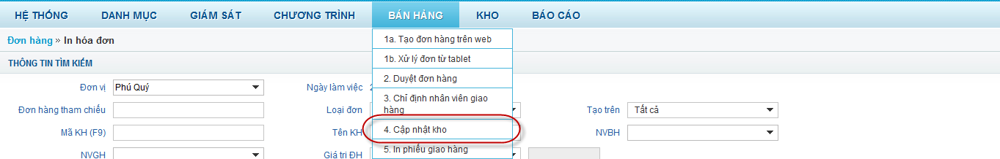 HỆ THỐNG DANH MỤC GIÁM SÁT CHƯƠNG TRÌNH BÁN HÀNG KHO BÁO CÁO
Đơn hàng » In hóa đơn
THÔNG TIN TÌM KIẾM
1a. Tạo đơn hàng trên web
1b. Xử lý đơn từ tablet
2. Duyệt đơn hàng
3. Chỉ định nhân viên giao
hàng
4. Cập nhật kho
5. In phiếu giao hàng
Đơn vị Phú Quý Ngày làm việc
Đơn hàng tham chiếu Loại đơn Tạo trên Tất cả
Mã KH (F9) Tên KH NVBH
NVGH Giá trị ĐH